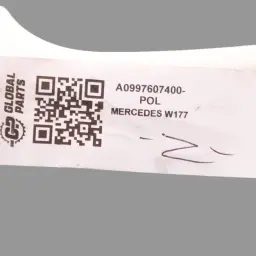 GLOBAL
PARTS
A0997607400-
POL
MERCEDES W177